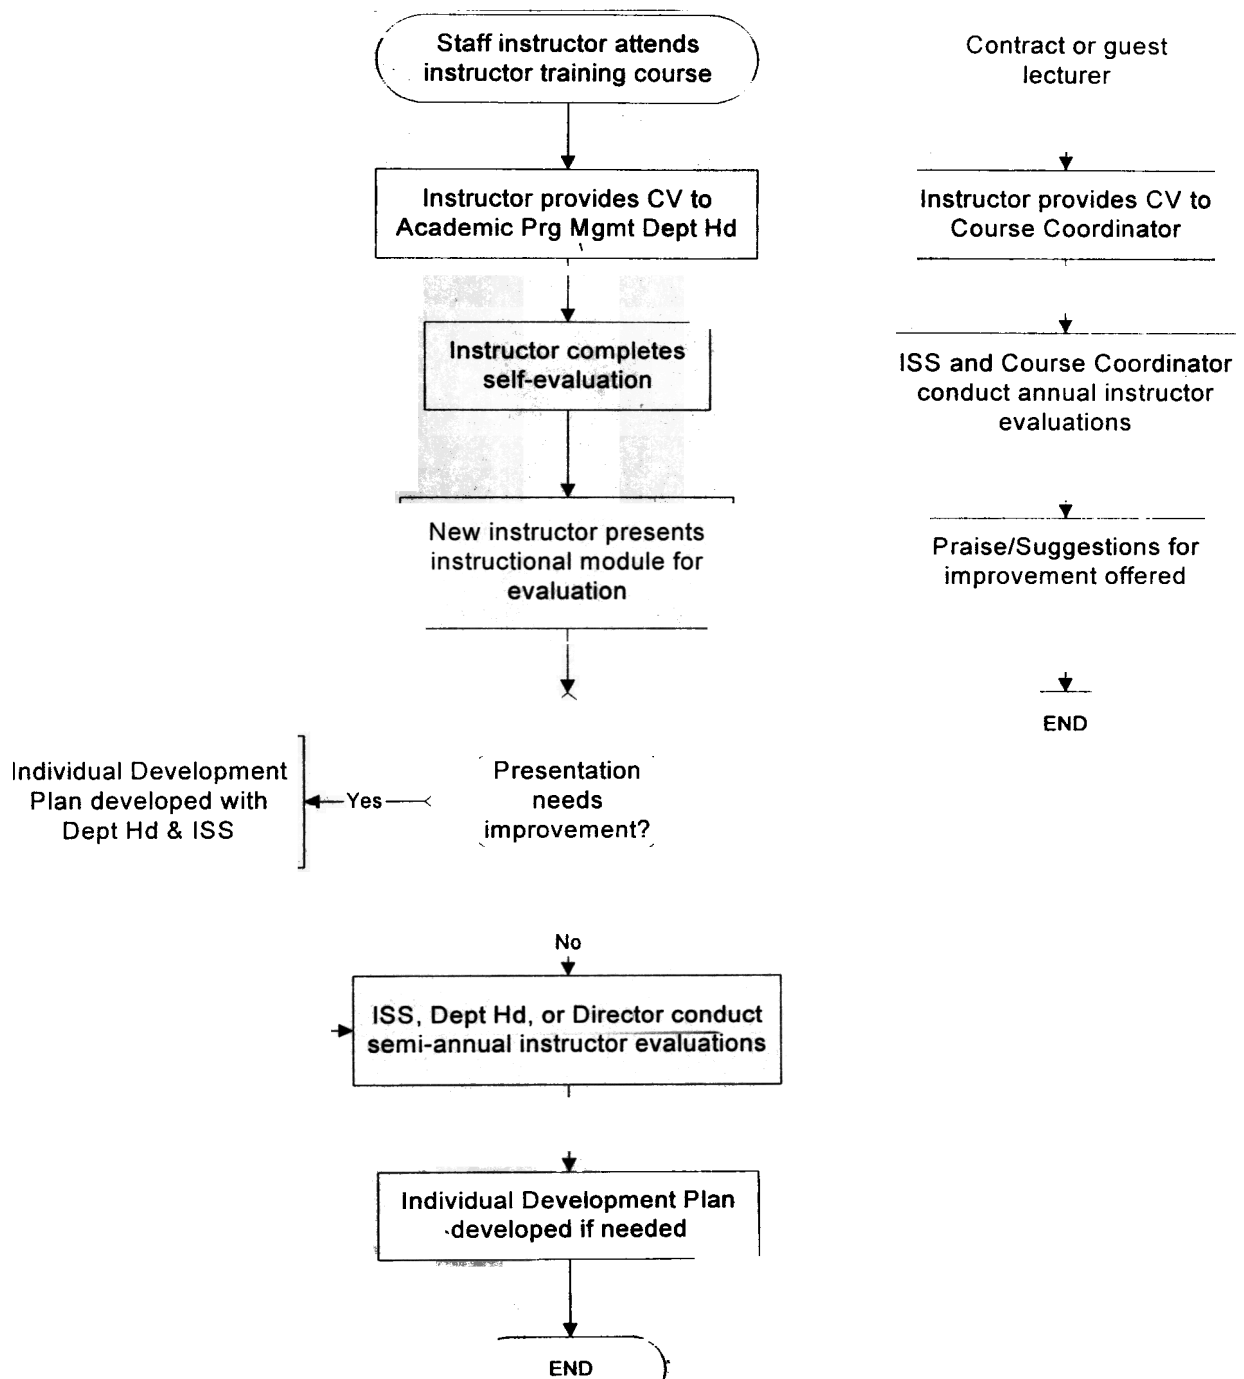 Staff instructor attends
instructor training course
Instructor provides CV to
Academic Prg Mgmt Dept Hd
Instructor completes
self-evaluation
New instructor presents
instructional module for
evaluation
Presentation
needs
improvement?
Yes
Individual Development
Plan developed with
Dept Hd & ISS
No
ISS, Dept Hd, or Director conduct
semi-annual instructor evaluations
Individual Development Plan
developed if needed
END
Contract or guest
lecturer
Instructor provides CV to
Course Coordinator
ISS and Course Coordinator
conduct annual instructor
evaluations
Praise/Suggestions for
improvement offered
END